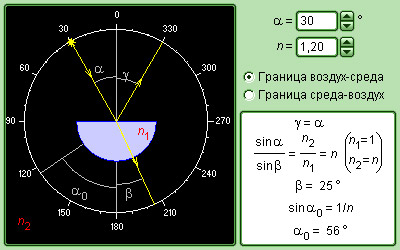 0
30
330
60
300
90
270
120
240
150
210
180
α
γ
n₁
α₀
β
n₂
α = 30 °
n = 1,20
Граница воздух-среда
Граница среда-воздух
γ = α
sinα / sinβ = n₂ / n₁ = n (n₁=1 n₂=n)
β = 25 °
sinα₀ = 1/n
α₀ = 56 °